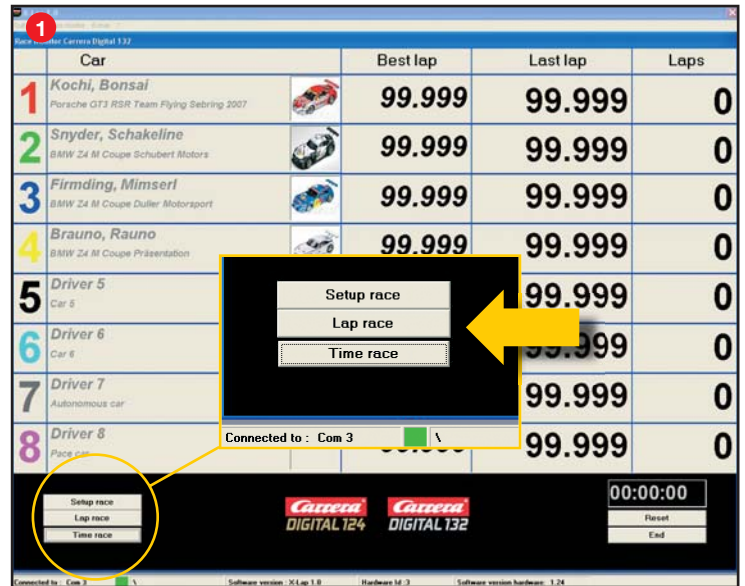 1
Race Monitor Carrera Digital 132
Car Best lap Last lap Laps
1 Kochi, Bonsai 99.999 99.999 0
Porsche GT3 RSR Team Flying Sebring 2007
2 Snyder, Schakeline 99.999 99.999 0
BMW Z4 M Coupe Schubert Motors
3 Firmding, Mimserl 99.999 99.999 0
BMW Z4 M Coupe Duller Motorsport
4 Brauno, Rauno 99.999 99.999 0
BMW Z4 M Coupe Präsentation
5 Driver 5 99.999 0
Car 5
6 Driver 6 99.999 0
Car 6
7 Driver 7 99.999 0
Autonomous car
8 Driver 8 99.999 0
Pace car
Setup race
Lap race
Time race
Connected to : Com 3 \
Setup race
Lap race
Time race
Carrera DIGITAL 124
Carrera DIGITAL 132
00:00:00
Reset
End
Connected to : Com 3 \ Software version : X-Lap 1.0 Hardware Id :3 Software version hardware: 1.24